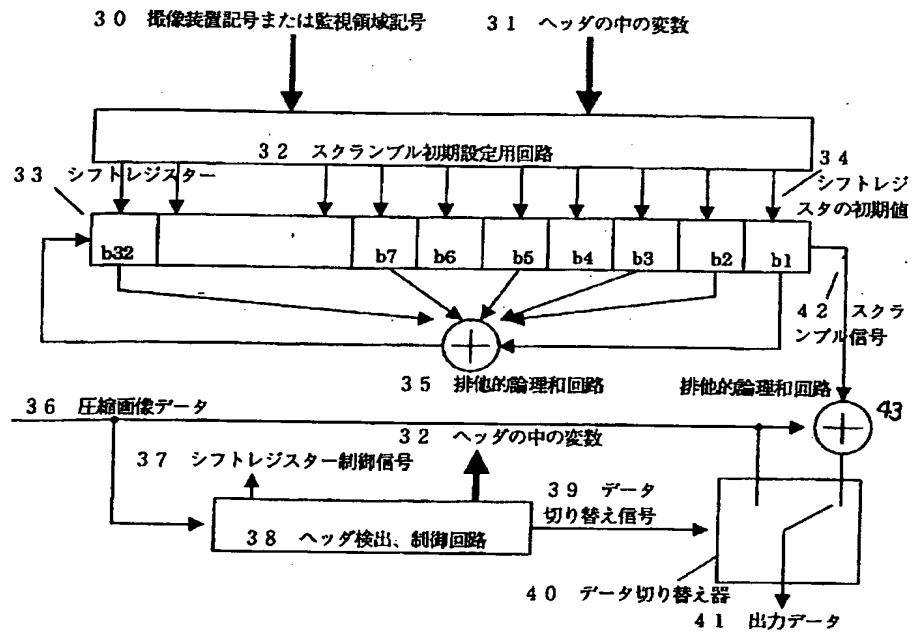 30 撮像装置記号または監視領域記号
31 ヘッダの中の変数
32 スクランブル初期設定用回路
33 シフトレジスター
34
シフトレジ
スタの初期値
b32
b7
b6
b5
b4
b3
b2
b1
42 スクラ
ンブル信号
35 排他的論理和回路
排他的論理和回路
43
36 圧縮画像データ
32 ヘッダの中の変数
37 シフトレジスター制御信号
39 データ
切り替え信号
38 ヘッダ検出、制御回路
40 データ切り替え器
41 出力データ